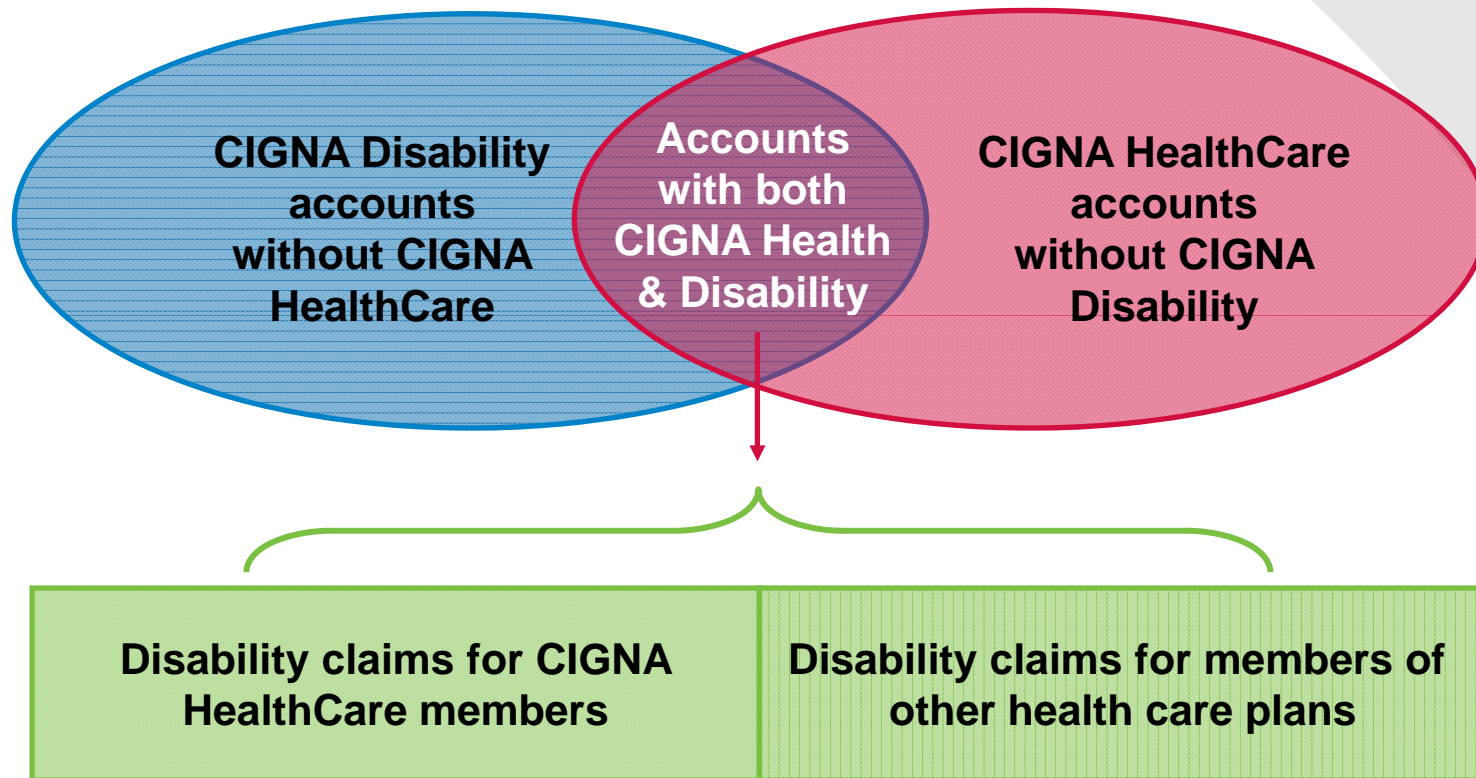 CIGNA Disability
accounts
without CIGNA
HealthCare
Accounts
with both
CIGNA Health
& Disability
CIGNA HealthCare
accounts
without CIGNA
Disability
Disability claims for CIGNA
HealthCare members
Disability claims for members of
other health care plans